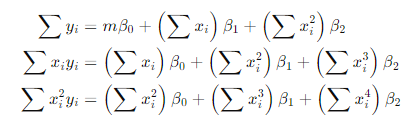 ∑ yᵢ = mβ₀ + (∑ xᵢ) β₁ + (∑ xᵢ²) β₂
∑ xᵢyᵢ = (∑ xᵢ) β₀ + (∑ xᵢ²) β₁ + (∑ xᵢ³) β₂
∑ xᵢ²yᵢ = (∑ xᵢ²) β₀ + (∑ xᵢ³) β₁ + (∑ xᵢ⁴) β₂